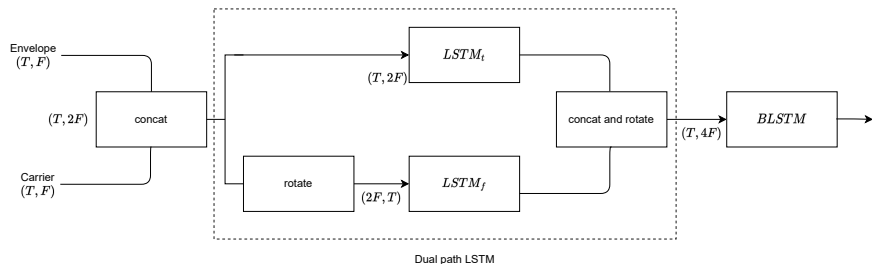 Envelope
(T, F)
(T, 2F)
concat
Carrier
(T, F)
LSTM_t
(T, 2F)
rotate
(2F, T)
LSTM_f
concat and rotate
(T, 4F)
BLSTM
Dual path LSTM